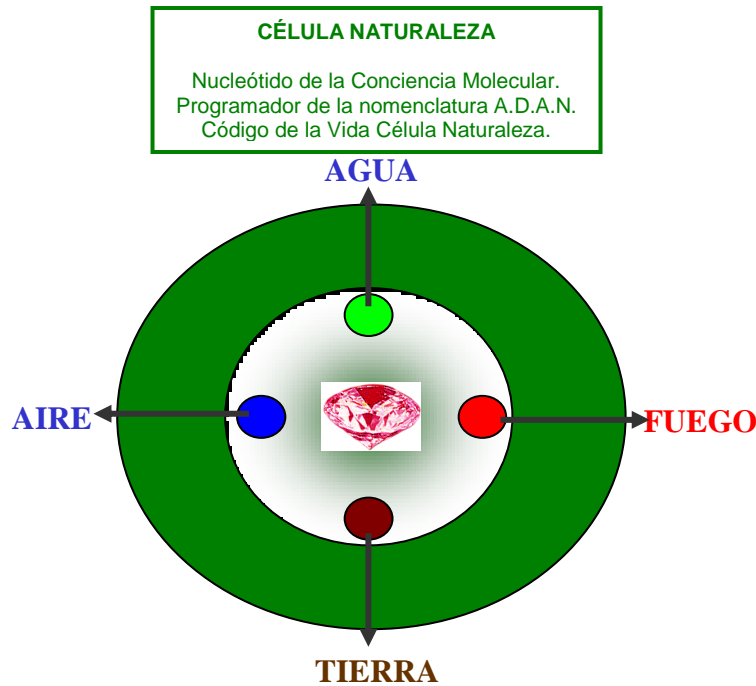 CÉLULA NATURALEZA
Nucleótido de la Conciencia Molecular.
Programador de la nomenclatura A.D.A.N.
Código de la Vida Célula Naturaleza.
AGUA
AIRE
FUEGO
TIERRA